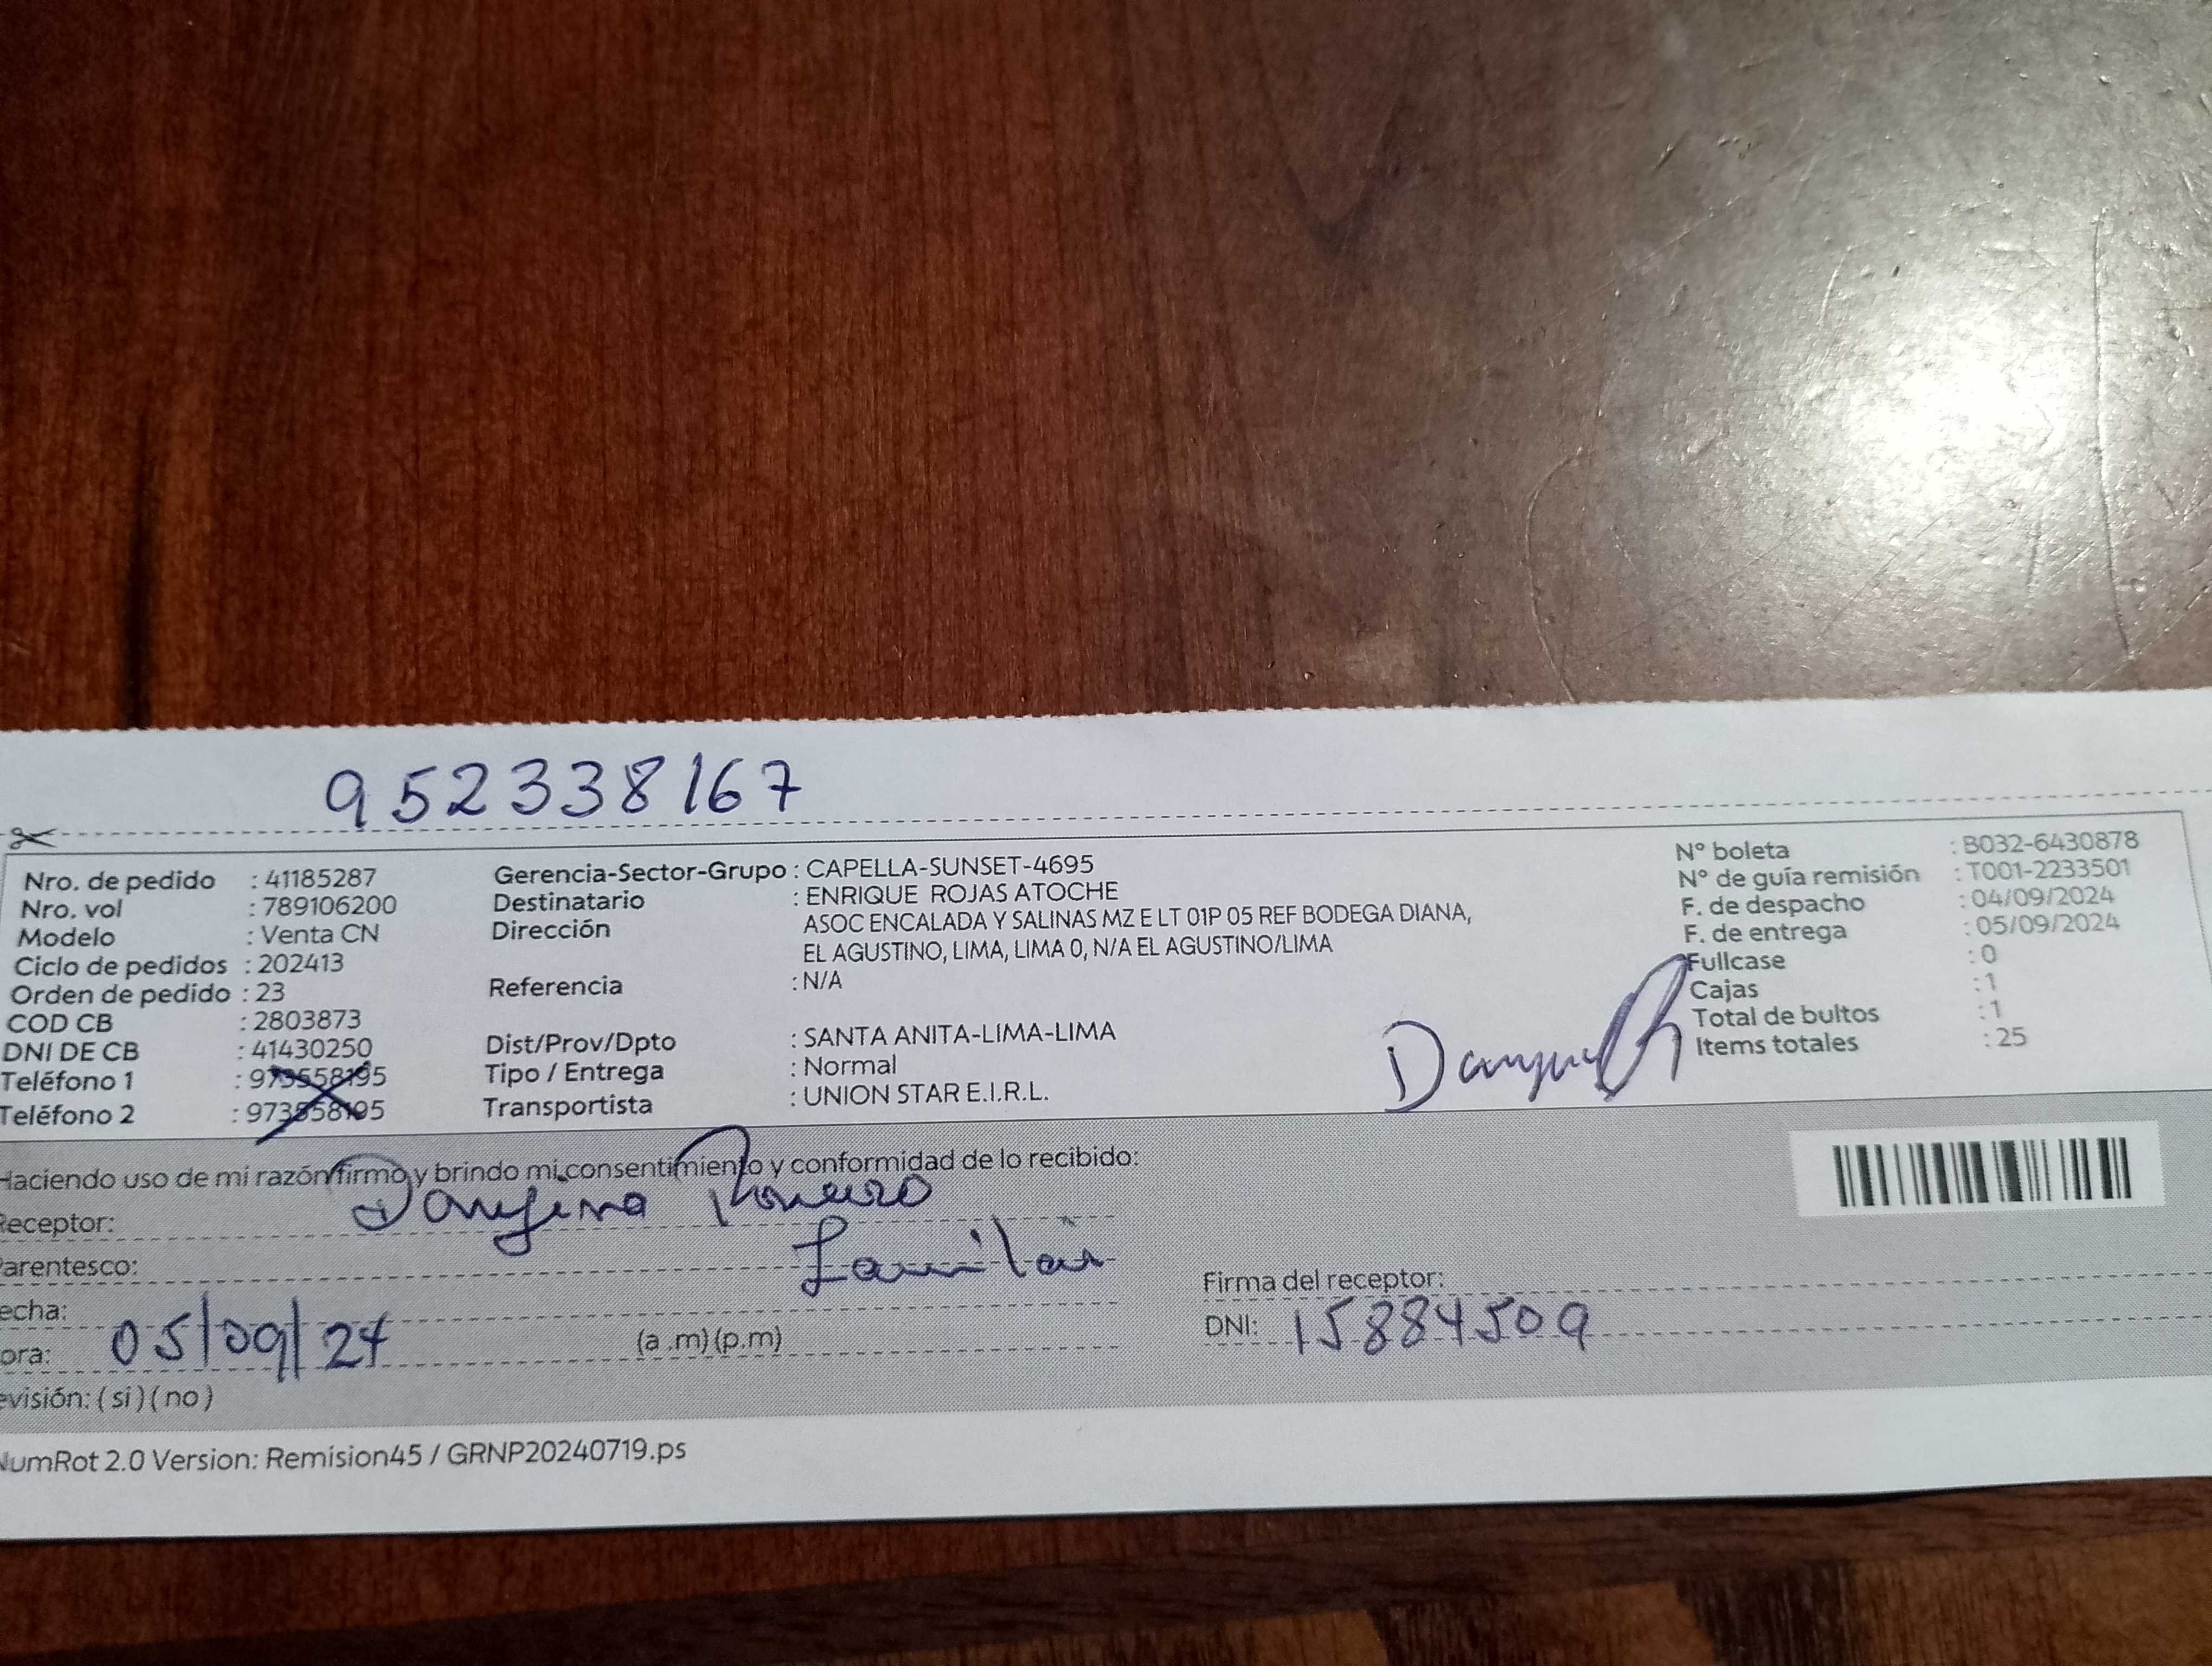 952338167
Nro. de pedido : 41185287
Nro. vol : 789106200
Modelo : Venta CN
Ciclo de pedidos : 202413
Orden de pedido : 23
COD CB : 2803873
DNI DE CB : 41430250
Teléfono 1 : 973558195
Teléfono 2 : 973558195
Gerencia-Sector-Grupo : CAPELLA-SUNSET-4695
Destinatario : ENRIQUE ROJAS ATOCHE
Dirección ASOC ENCALADA Y SALINAS MZ E LT 01P 05 REF BODEGA DIANA,
EL AGUSTINO, LIMA, LIMA 0, N/A EL AGUSTINO/LIMA
Referencia : N/A
Dist/Prov/Dpto : SANTA ANITA-LIMA-LIMA
Tipo / Entrega : Normal
Transportista : UNION STAR E.I.R.L.
N° boleta : B032-6430878
N° de guía remisión : T001-2233501
F. de despacho : 04/09/2024
F. de entrega : 05/09/2024
Fullcase : 0
Cajas : 1
Total de bultos : 1
Items totales : 25
Haciendo uso de mi razón firmo y brindo mi consentimiento y conformidad de lo recibido:
Receptor: Romero
Parentesco: Familiar
echa:
ora: 05/09/24 (a .m) (p.m)
evisión: ( si ) ( no )
Firma del receptor:
DNI: 15884509
NumRot 2.0 Version: Remision45 / GRNP20240719.ps